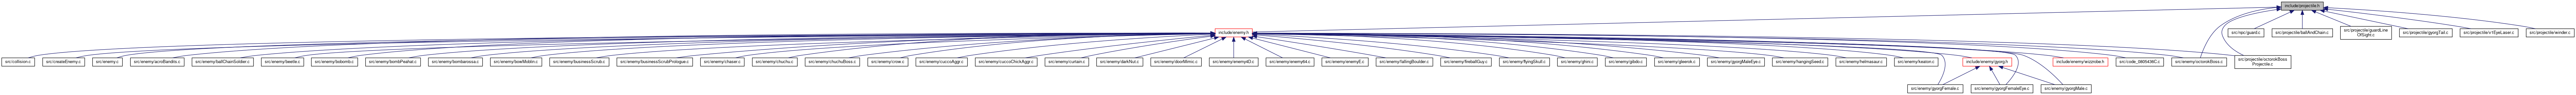 include/projectile.h
src/npc/guard.c
src/projectile/ballAndChain.c
src/projectile/guardLine
OfSight.c
src/projectile/gyorgTail.c
src/projectile/v1EyeLaser.c
src/projectile/winder.c
include/enemy.h
src/collision.c
src/createEnemy.c
src/enemy.c
src/enemy/acroBandits.c
src/enemy/ballChainSoldier.c
src/enemy/beetle.c
src/enemy/bobomb.c
src/enemy/bombPeahat.c
src/enemy/bombarossa.c
src/enemy/bowMoblin.c
src/enemy/businessScrub.c
src/enemy/businessScrubPrologue.c
src/enemy/chaser.c
src/enemy/chuchu.c
src/enemy/chuchuBoss.c
src/enemy/crow.c
src/enemy/cuccoAggr.c
src/enemy/cuccoChickAggr.c
src/enemy/curtain.c
src/enemy/darkNut.c
src/enemy/doorMimic.c
src/enemy/enemy4D.c
src/enemy/enemy64.c
src/enemy/enemyE.c
src/enemy/fallingBoulder.c
src/enemy/fireballGuy.c
src/enemy/flyingSkull.c
src/enemy/ghini.c
src/enemy/gibdo.c
src/enemy/gleerok.c
src/enemy/gyorgMaleEye.c
src/enemy/hangingSeed.c
src/enemy/helmasaur.c
src/enemy/keaton.c
include/enemy/gyorg.h
include/enemy/wizzrobe.h
src/code_0805436C.c
src/enemy/octorokBoss.c
src/projectile/octorokBoss
Projectile.c
src/enemy/gyorgFemale.c
src/enemy/gyorgFemaleEye.c
src/enemy/gyorgMale.c